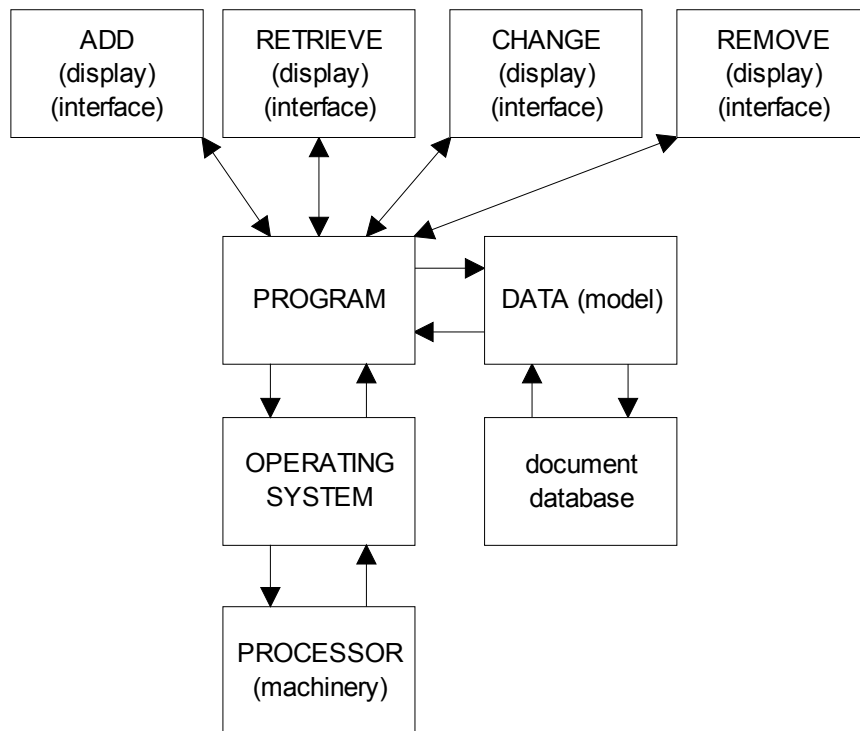 ADD
(display)
(interface)
RETRIEVE
(display)
(interface)
CHANGE
(display)
(interface)
REMOVE
(display)
(interface)
PROGRAM
DATA (model)
OPERATING
SYSTEM
document
database
PROCESSOR
(machinery)